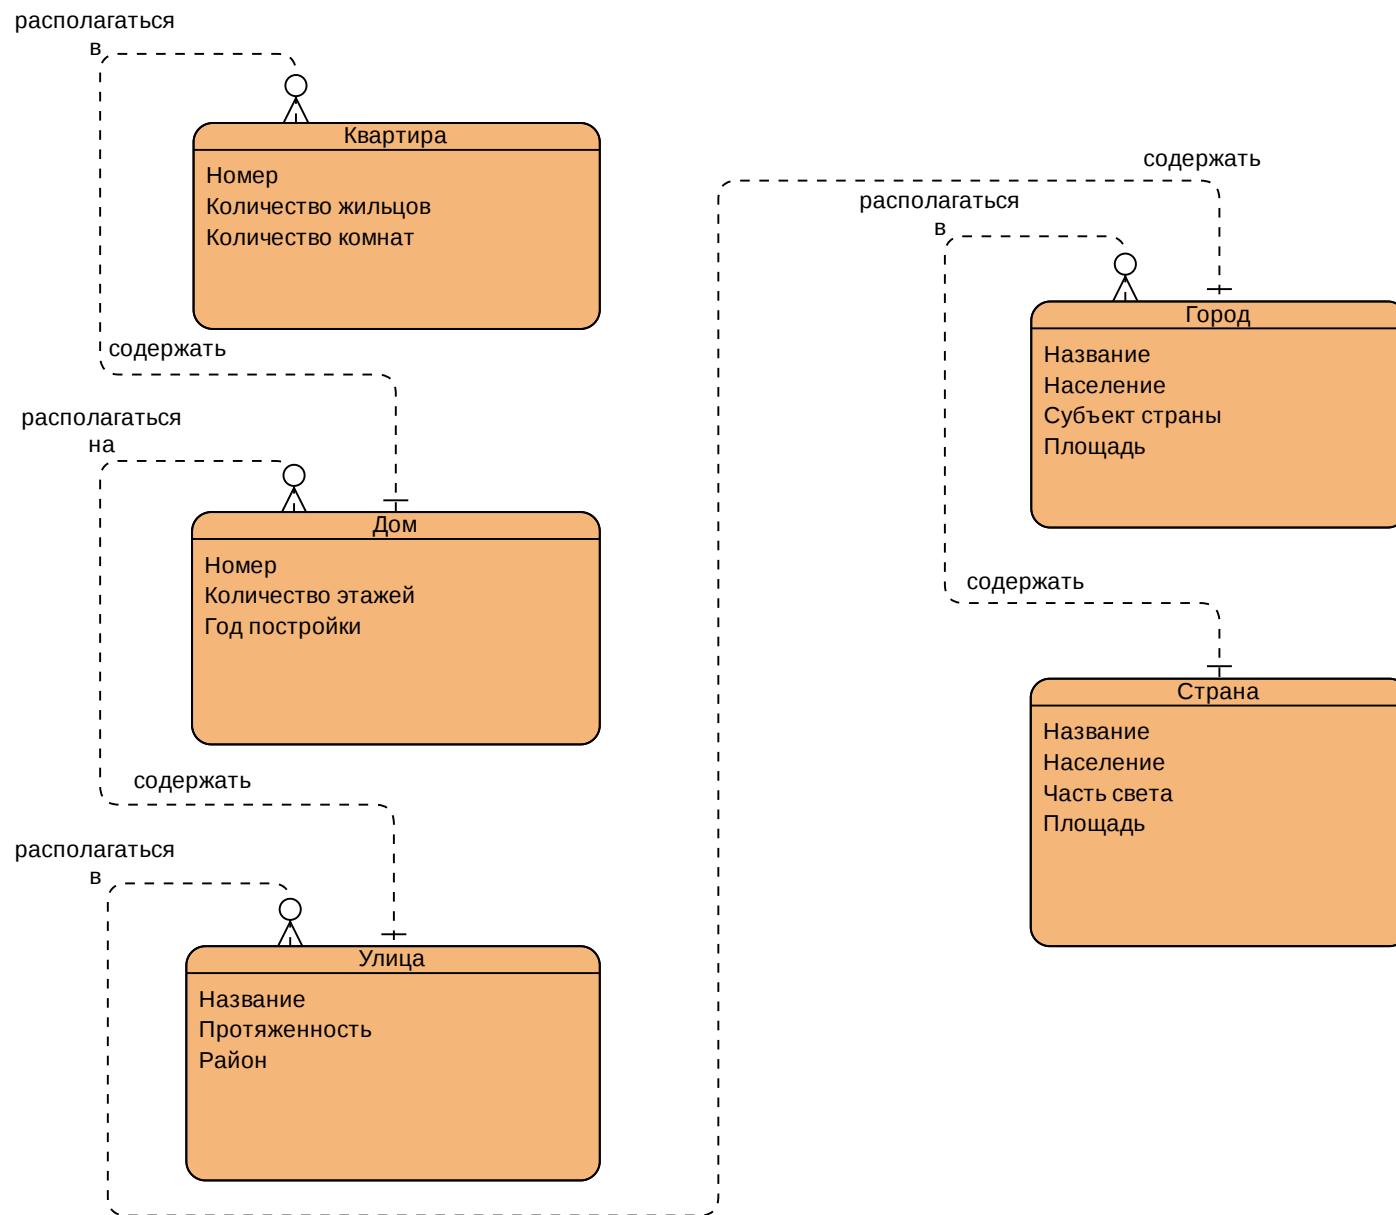 располагаться
в
Квартира
Номер
Количество жильцов
Количество комнат
содержать
располагаться
на
Дом
Номер
Количество этажей
Год постройки
содержать
располагаться
в
Улица
Название
Протяженность
Район
содержать
располагаться
в
Город
Название
Население
Субъект страны
Площадь
содержать
Страна
Название
Население
Часть света
Площадь